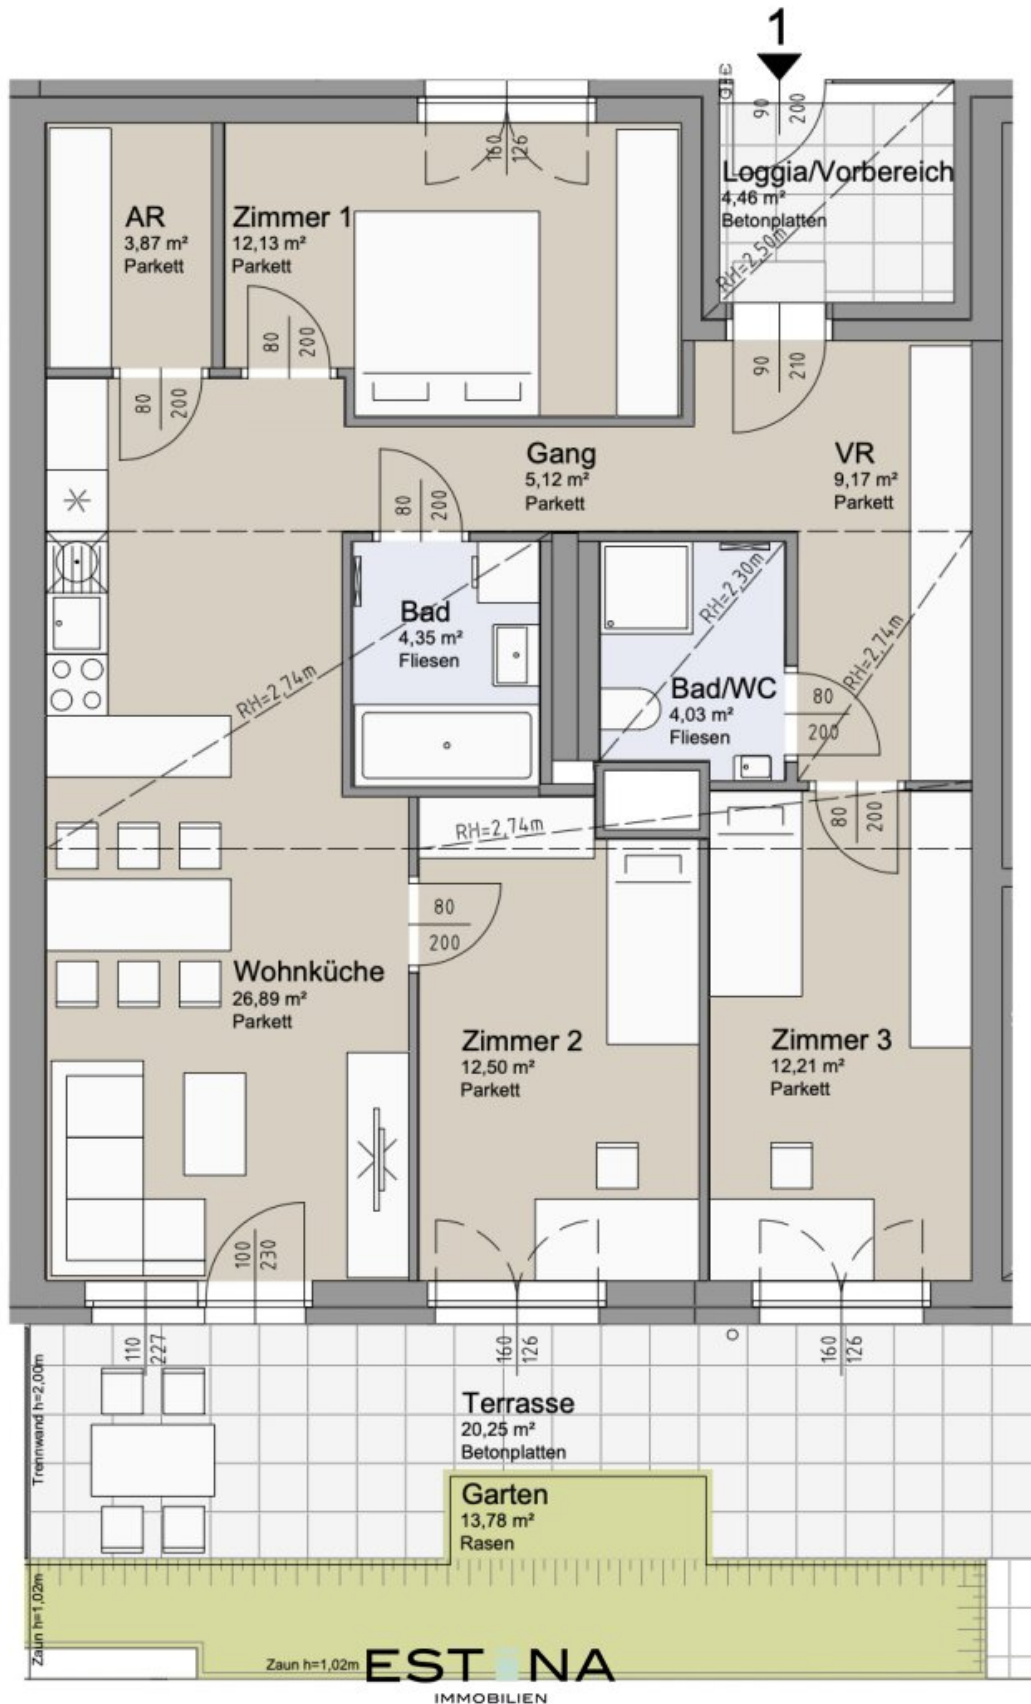 1
90
200
160
126
Loggia/Vorbereich
4,46 m²
Betonplatten
RH=2,50m
AR
3,87 m²
Parkett
Zimmer 1
12,13 m²
Parkett
80
200
80
200
90
210
Gang
5,12 m²
Parkett
VR
9,17 m²
Parkett
80
200
Bad
4,35 m²
Fliesen
RH=2,74m
RH=2,30m
Bad/WC
4,03 m²
Fliesen
RH=2,74m
80
200
RH=2,74m
80
200
80
200
Wohnküche
26,89 m²
Parkett
Zimmer 2
12,50 m²
Parkett
Zimmer 3
12,21 m²
Parkett
100
230
110
227
160
126
160
126
Trennwand h=2,00m
Terrasse
20,25 m²
Betonplatten
Garten
13,78 m²
Rasen
Zaun h=1,02m
Zaun h=1,02m
ESTINA
IMMOBILIEN